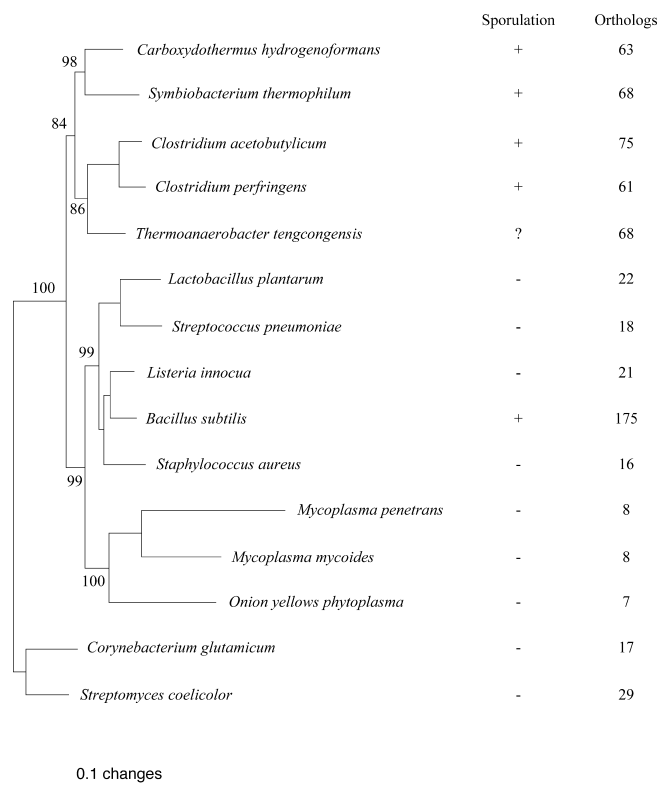 Sporulation Orthologs
98 Carboxydothermus hydrogenoformans + 63
Symbiobacterium thermophilum + 68
84
Clostridium acetobutylicum + 75
Clostridium perfringens + 61
86
Thermoanaerobacter tengcongensis ? 68
Lactobacillus plantarum - 22
100
Streptococcus pneumoniae - 18
99
Listeria innocua - 21
Bacillus subtilis + 175
Staphylococcus aureus - 16
99
Mycoplasma penetrans - 8
Mycoplasma mycoides - 8
100
Onion yellows phytoplasma - 7
Corynebacterium glutamicum - 17
Streptomyces coelicolor - 29
0.1 changes